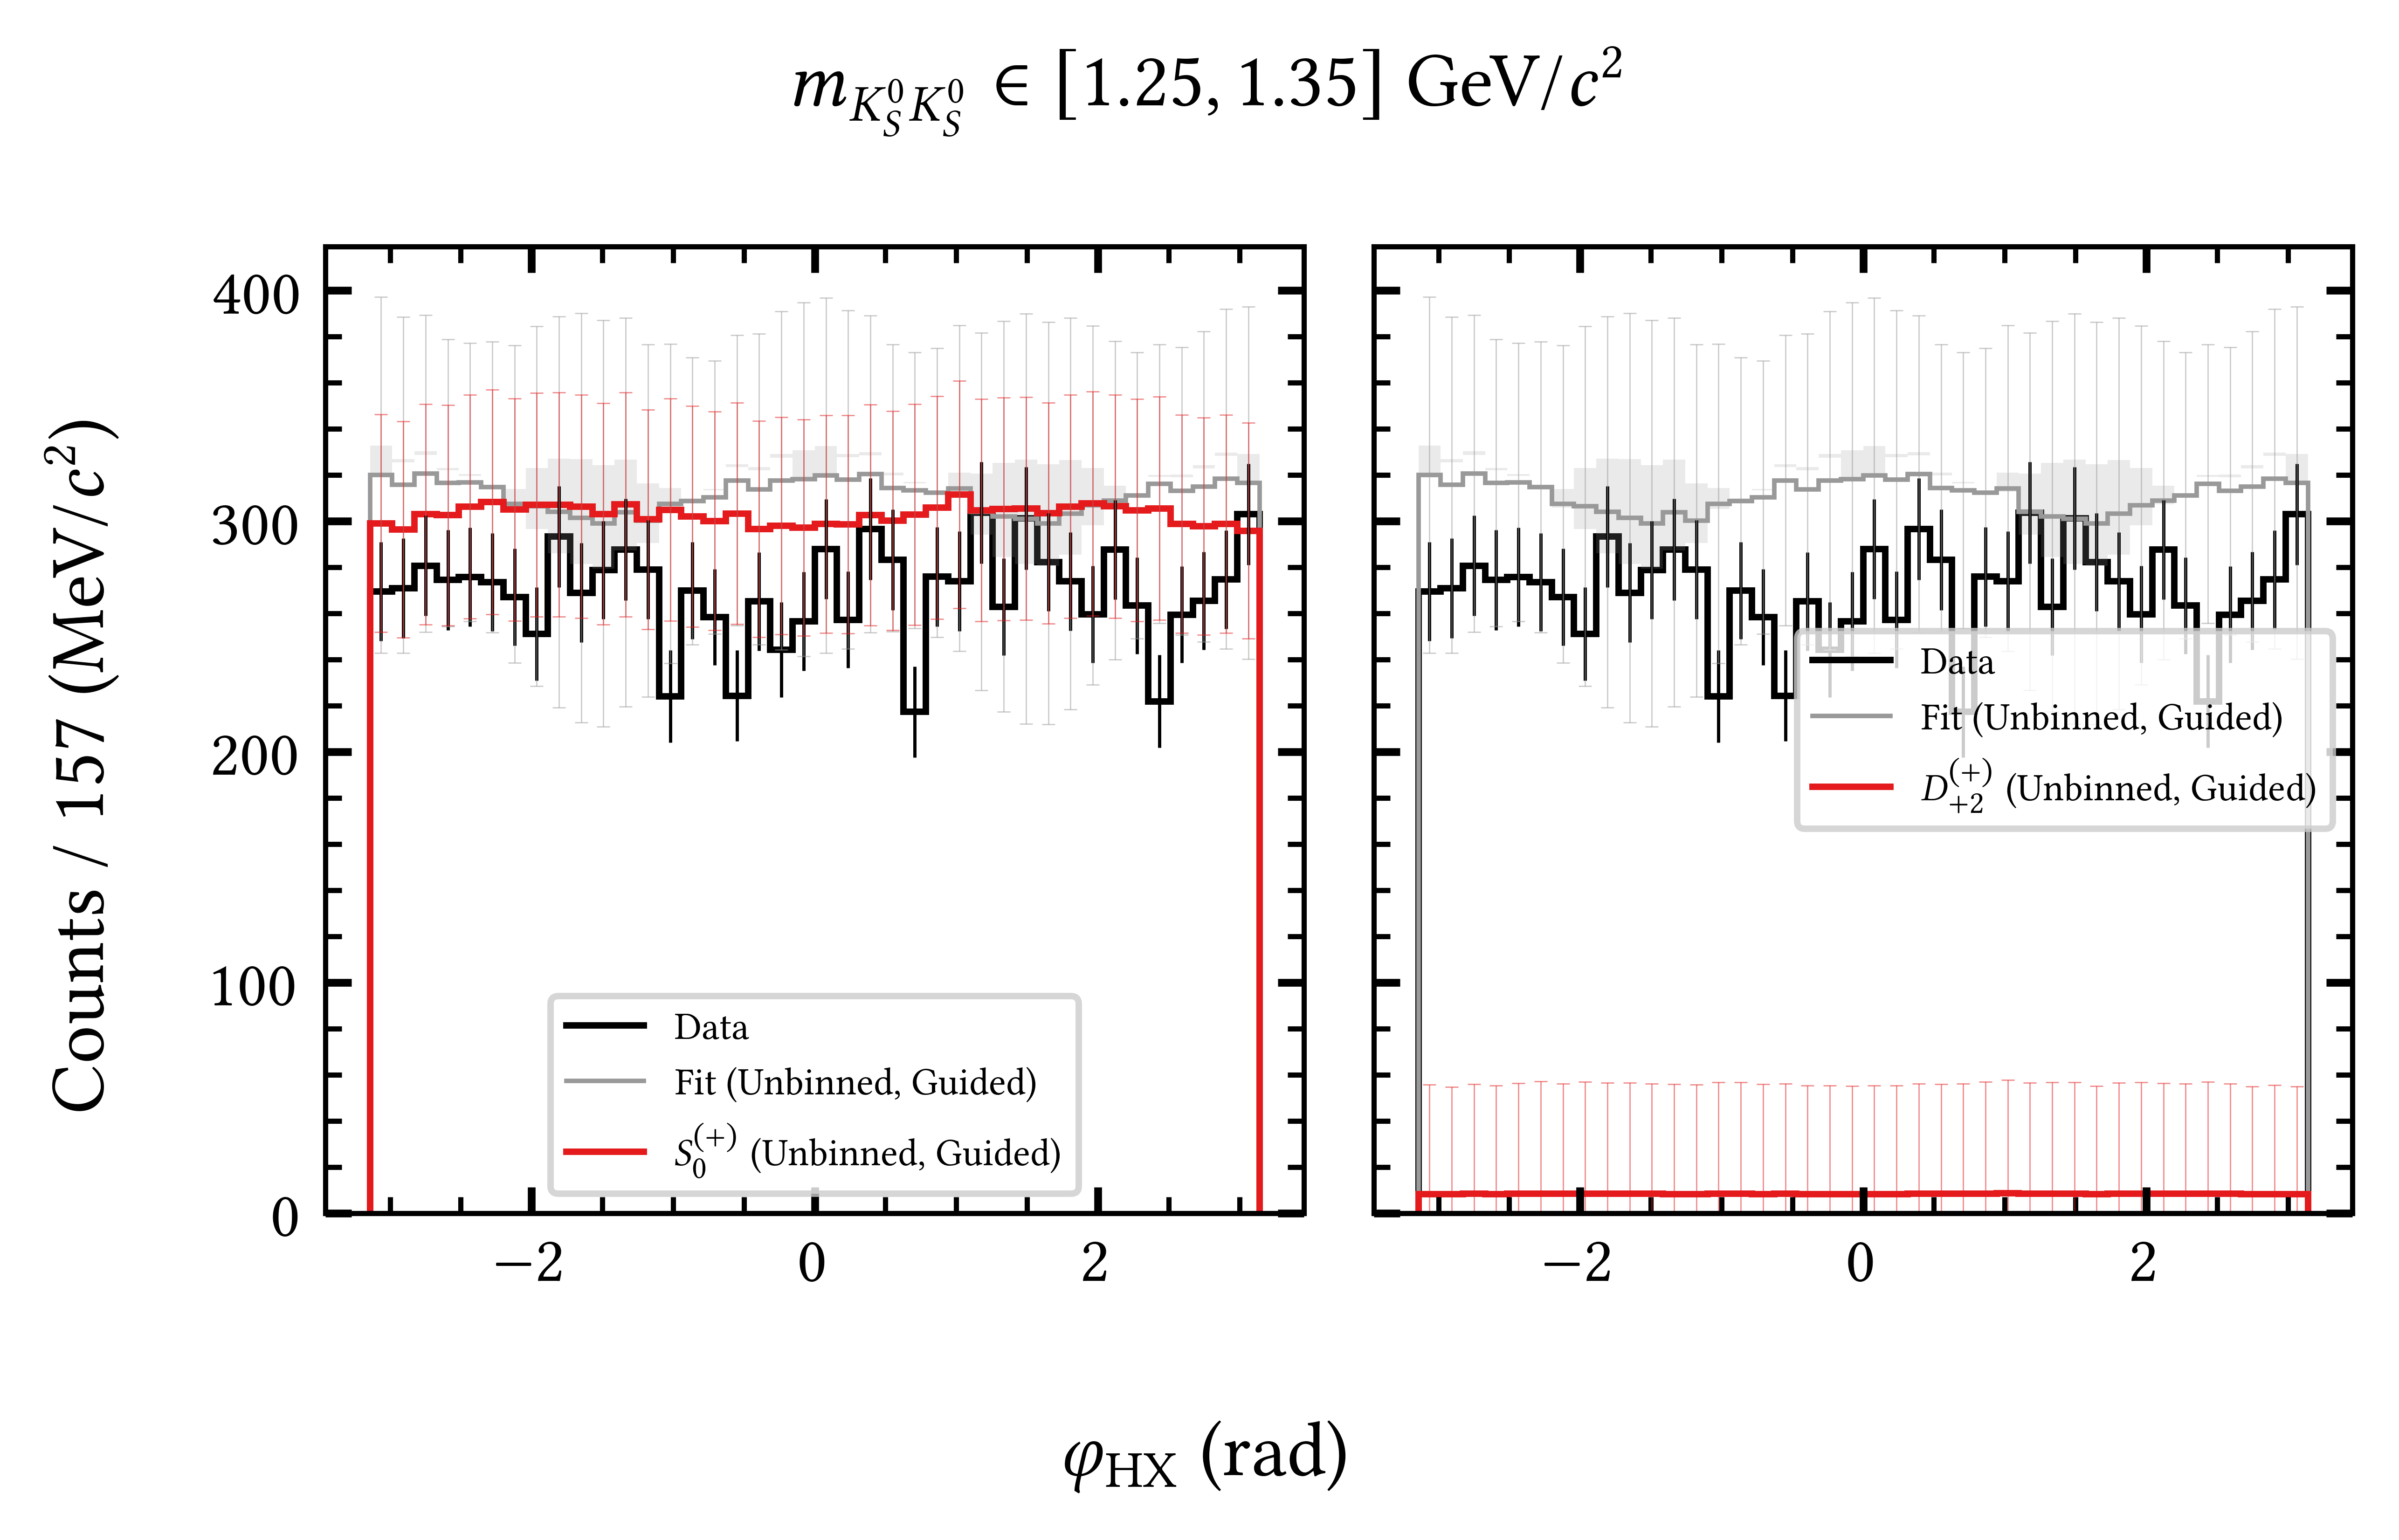 m_{K_S^0 K_S^0} ∈ [1.25, 1.35] GeV/c²
Counts / 157 (MeV/c²)
400
300
200
100
0
Data
Fit (Unbinned, Guided)
S_0^{(+)} (Unbinned, Guided)
−2
0
2
Data
Fit (Unbinned, Guided)
D_{+2}^{(+)} (Unbinned, Guided)
−2
0
2
φ_HX (rad)